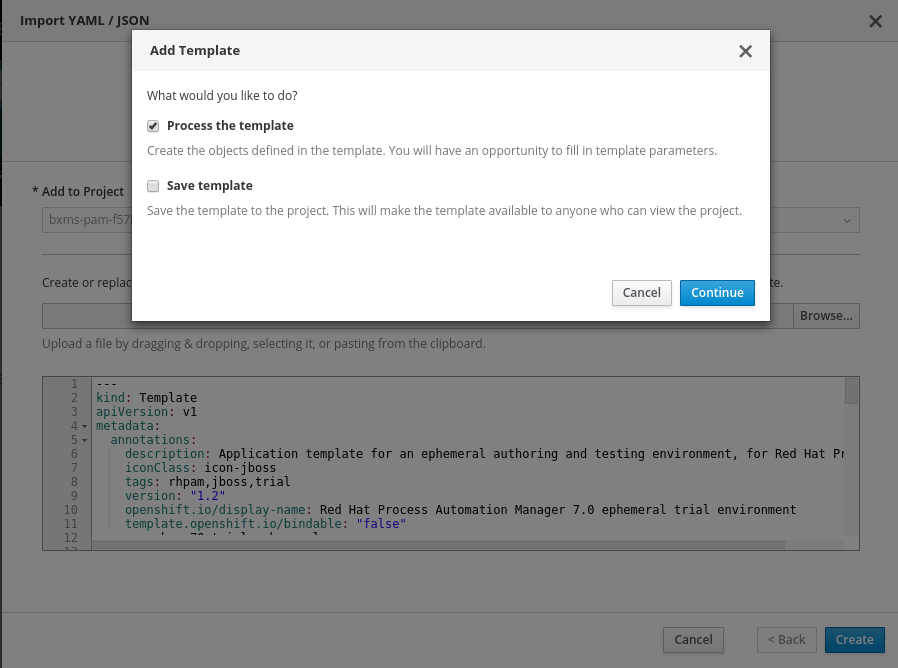 Import YAML / JSON
Add Template
What would you like to do?
Process the template
Create the objects defined in the template. You will have an opportunity to fill in template parameters.
* Add to Project
Save template
bxms-pam-f57
Save the template to the project. This will make the template available to anyone who can view the project.
Create or replac
te.
Cancel
Continue
Browse...
Upload a file by dragging & dropping, selecting it, or pasting from the clipboard.
1 ---
2 kind: Template
3 apiVersion: v1
4 metadata:
5 annotations:
6 description: Application template for an ephemeral authoring and testing environment, for Red Hat Pr
7 iconClass: icon-jboss
8 tags: rhpam,jboss,trial
9 version: "1.2"
10 openshift.io/display-name: Red Hat Process Automation Manager 7.0 ephemeral trial environment
11 template.openshift.io/bindable: "false"
12
Cancel
< Back
Create